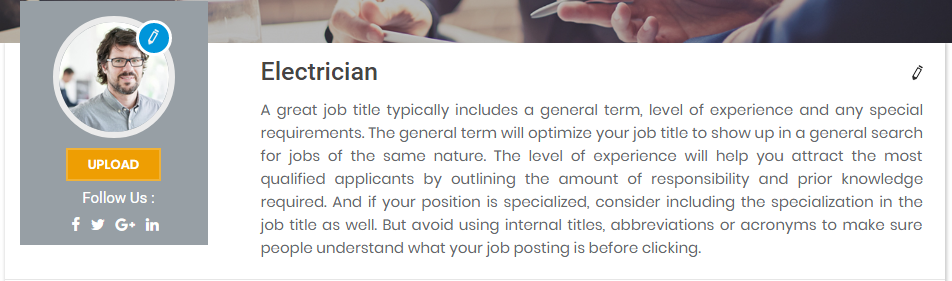 Electrician
A great job title typically includes a general term, level of experience and any special
requirements. The general term will optimize your job title to show up in a general search
for jobs of the same nature. The level of experience will help you attract the most
qualified applicants by outlining the amount of responsibility and prior knowledge
required. And if your position is specialized, consider including the specialization in the
job title as well. But avoid using internal titles, abbreviations or acronyms to make sure
people understand what your job posting is before clicking.
UPLOAD
Follow Us :